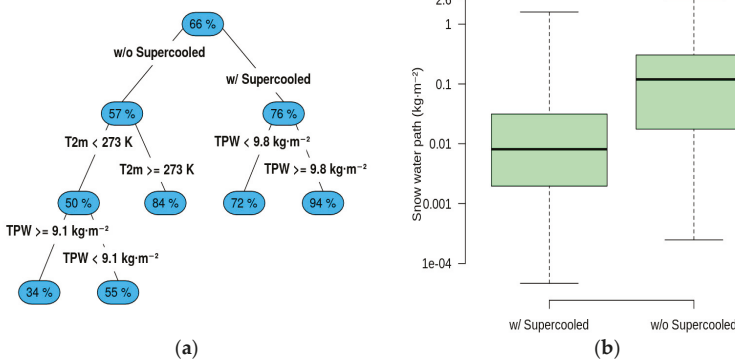 66 %
w/o Supercooled
w/ Supercooled
57 %
76 %
T2m < 273 K
T2m >= 273 K
TPW < 9.8 kg·m⁻²
TPW >= 9.8 kg·m⁻²
50 %
84 %
72 %
94 %
TPW >= 9.1 kg·m⁻²
TPW < 9.1 kg·m⁻²
34 %
55 %
(a)
Snow water path (kg·m⁻²)
2.6
1
0.1
0.01
0.001
1e-04
w/ Supercooled
w/o Supercooled
(b)